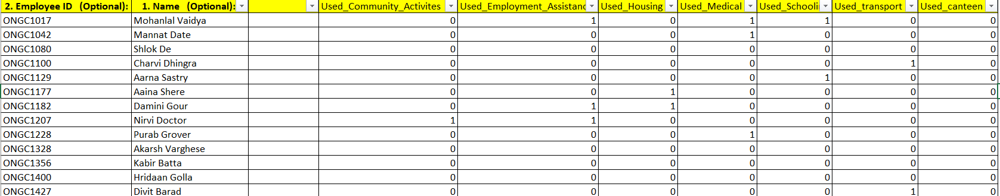 2. Employee ID (Optional): 1. Name (Optional): Used_Community_Activites Used_Employment_Assistanc Used_Housing Used_Medical Used_Schoolii Used_transport Used_canteen
ONGC1017 Mohanlal Vaidya 0 1 0 1 1 0 0
ONGC1042 Mannat Date 0 0 0 1 0 0 0
ONGC1080 Shlok De 0 0 0 0 0 0 0
ONGC1100 Charvi Dhingra 0 0 0 0 0 1 0
ONGC1129 Aarna Sastry 0 0 0 0 1 0 0
ONGC1177 Aaina Shere 0 0 1 0 0 0 0
ONGC1182 Damini Gour 0 1 1 0 0 0 0
ONGC1207 Nirvi Doctor 1 1 0 0 0 0 0
ONGC1228 Purab Grover 0 0 0 1 0 0 0
ONGC1328 Akarsh Varghese 0 0 0 0 0 0 0
ONGC1356 Kabir Batta 0 0 0 0 0 0 0
ONGC1400 Hridaan Golla 0 0 0 0 0 0 0
ONGC1427 Divit Barad 0 0 0 0 0 1 0